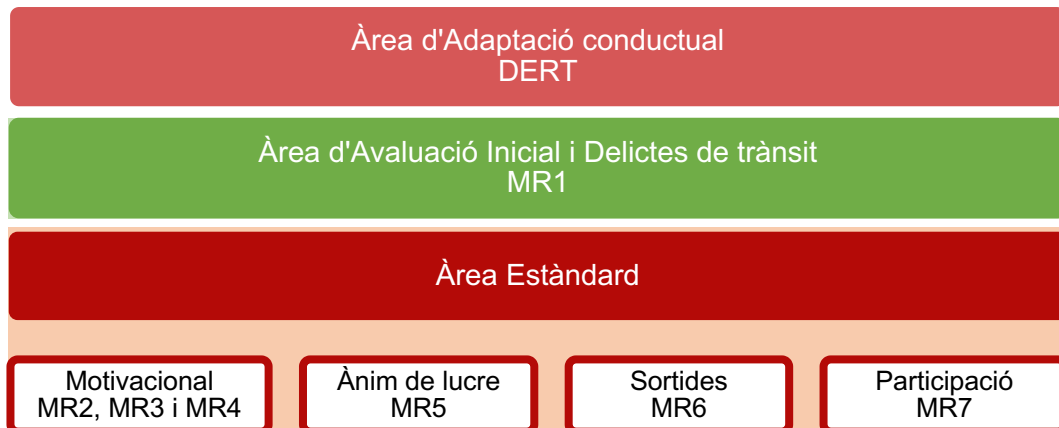 Àrea d'Adaptació conductual
DERT
Àrea d'Avaluació Inicial i Delictes de trànsit
MR1
Àrea Estàndard
Motivacional
MR2, MR3 i MR4
Ànim de lucre
MR5
Sortides
MR6
Participació
MR7